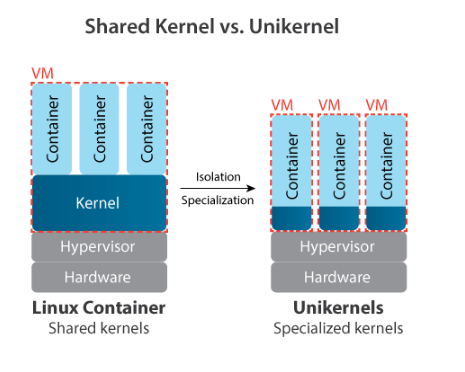 Shared Kernel vs. Unikernel
VM
Container
Container
Container
Kernel
Hypervisor
Hardware
Linux Container
Shared kernels
Isolation
Specialization
VM
VM
VM
Container
Container
Container
Hypervisor
Hardware
Unikernels
Specialized kernels